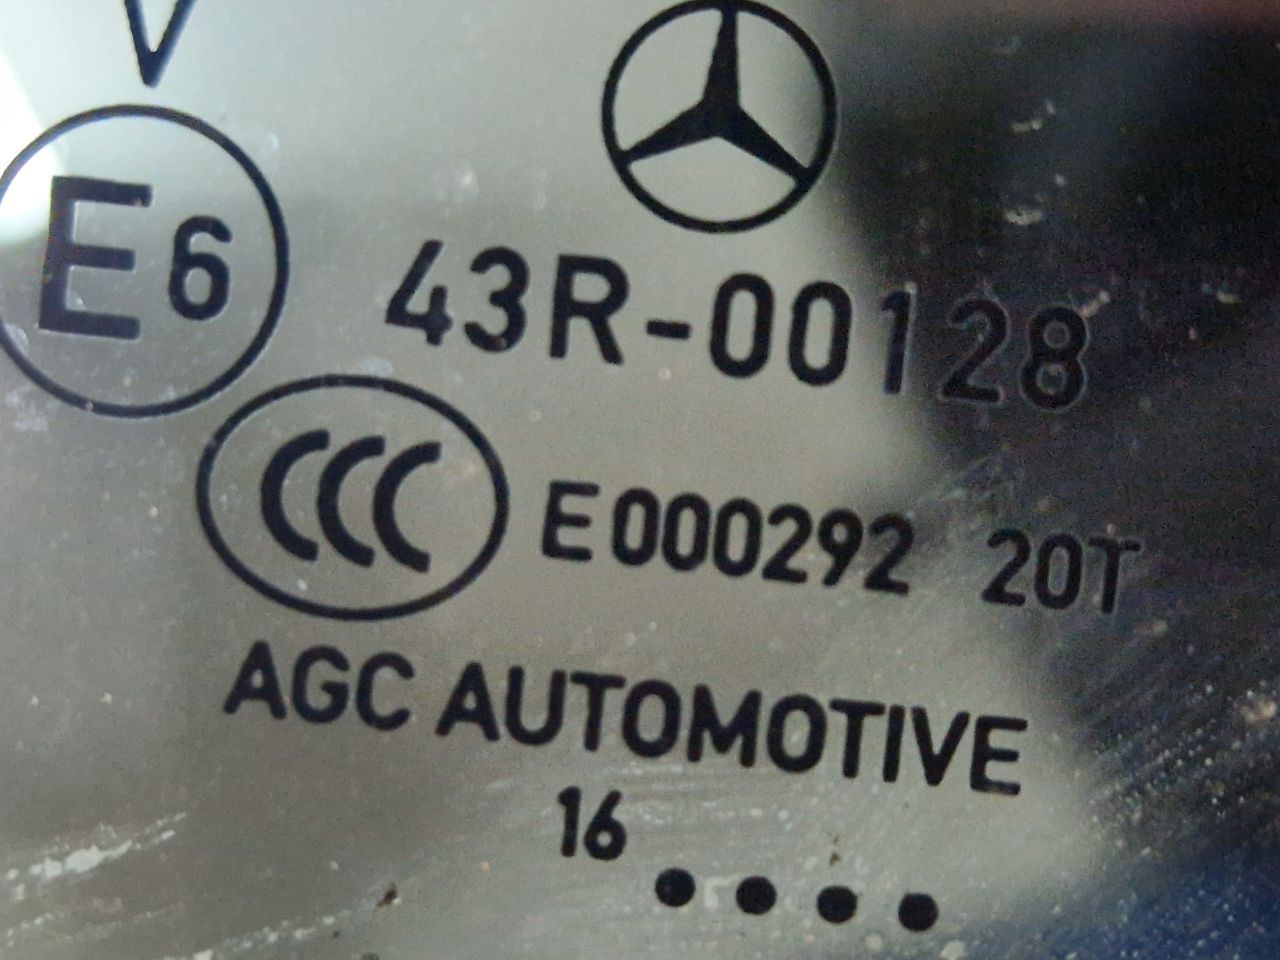 V
E6
43R-00128
CCC E000292 20T
AGC AUTOMOTIVE
16